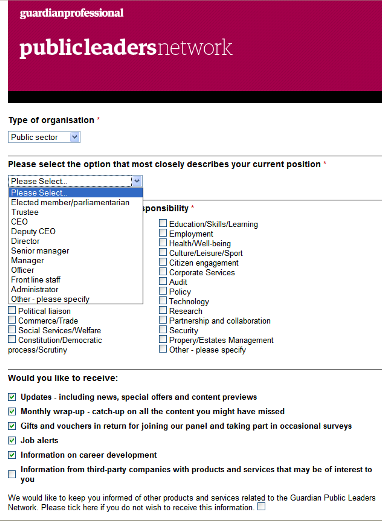 guardianprofessional
publicleadersnetwork
Type of organisation *
Public sector
Please select the option that most closely describes your current position *
Please Select...
Please Select...
Elected member/parliamentarian
Trustee
CEO
Deputy CEO
Director
Senior manager
Manager
Officer
Frontline staff
Administrator
Other - please specify
ponsibility *
Education/Skills/Learning
Employment
Health/Well-being
Culture/Leisure/Sport
Citizen engagement
Corporate Services
Audit
Policy
Technology
Political liaison
Research
Commerce/Trade
Partnership and collaboration
Social Services/Welfare
Security
Constitution/Democratic
process/Scrutiny
Propery/Estates Management
Other - please specify
Would you like to receive:
Updates - including news, special offers and content previews
Monthly wrap-up - catch-up on all the content you might have missed
Gifts and vouchers in return for joining our panel and taking part in occasional surveys
Job alerts
Information on career development
Information from third-party companies with products and services that may be of interest to
you
We would like to keep you informed of other products and services related to the Guardian Public Leaders
Network. Please tick here if you do not wish to receive this information.